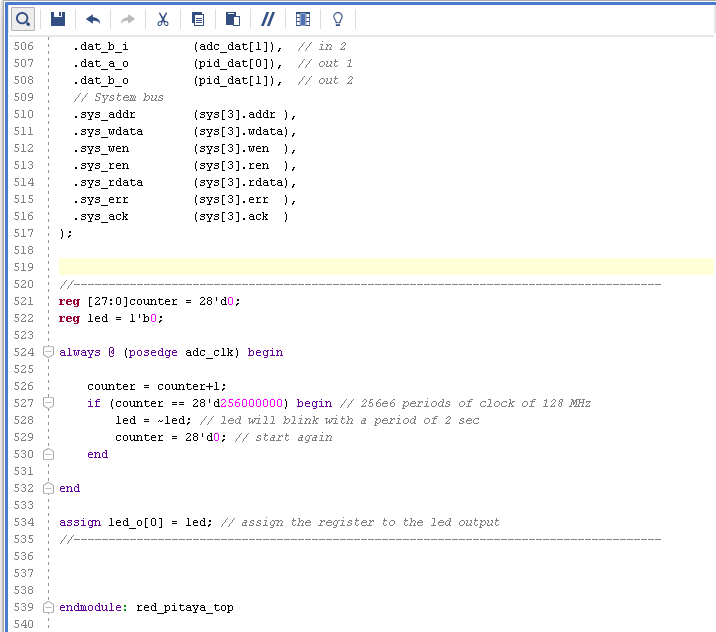 506 .dat_b_i (adc_dat[1]), // in 2
507 .dat_a_o (pid_dat[0]), // out 1
508 .dat_b_o (pid_dat[1]), // out 2
509 // System bus
510 .sys_addr (sys[3].addr ),
511 .sys_wdata (sys[3].wdata),
512 .sys_wen (sys[3].wen ),
513 .sys_ren (sys[3].ren ),
514 .sys_rdata (sys[3].rdata),
515 .sys_err (sys[3].err ),
516 .sys_ack (sys[3].ack )
517 );
518
519
520 //--------------------------------------------------------------------------------
521 reg [27:0]counter = 28'd0;
522 reg led = 1'b0;
523
524 always @ (posedge adc_clk) begin
525
526 counter = counter+1;
527 if (counter == 28'd256000000) begin // 256e6 periods of clock of 128 MHz
528 led = ~led; // led will blink with a period of 2 sec
529 counter = 28'd0; // start again
530 end
531
532 end
533
534 assign led_o[0] = led; // assign the register to the led output
535 //--------------------------------------------------------------------------------
536
537
538
539 endmodule: red_pitaya_top
540